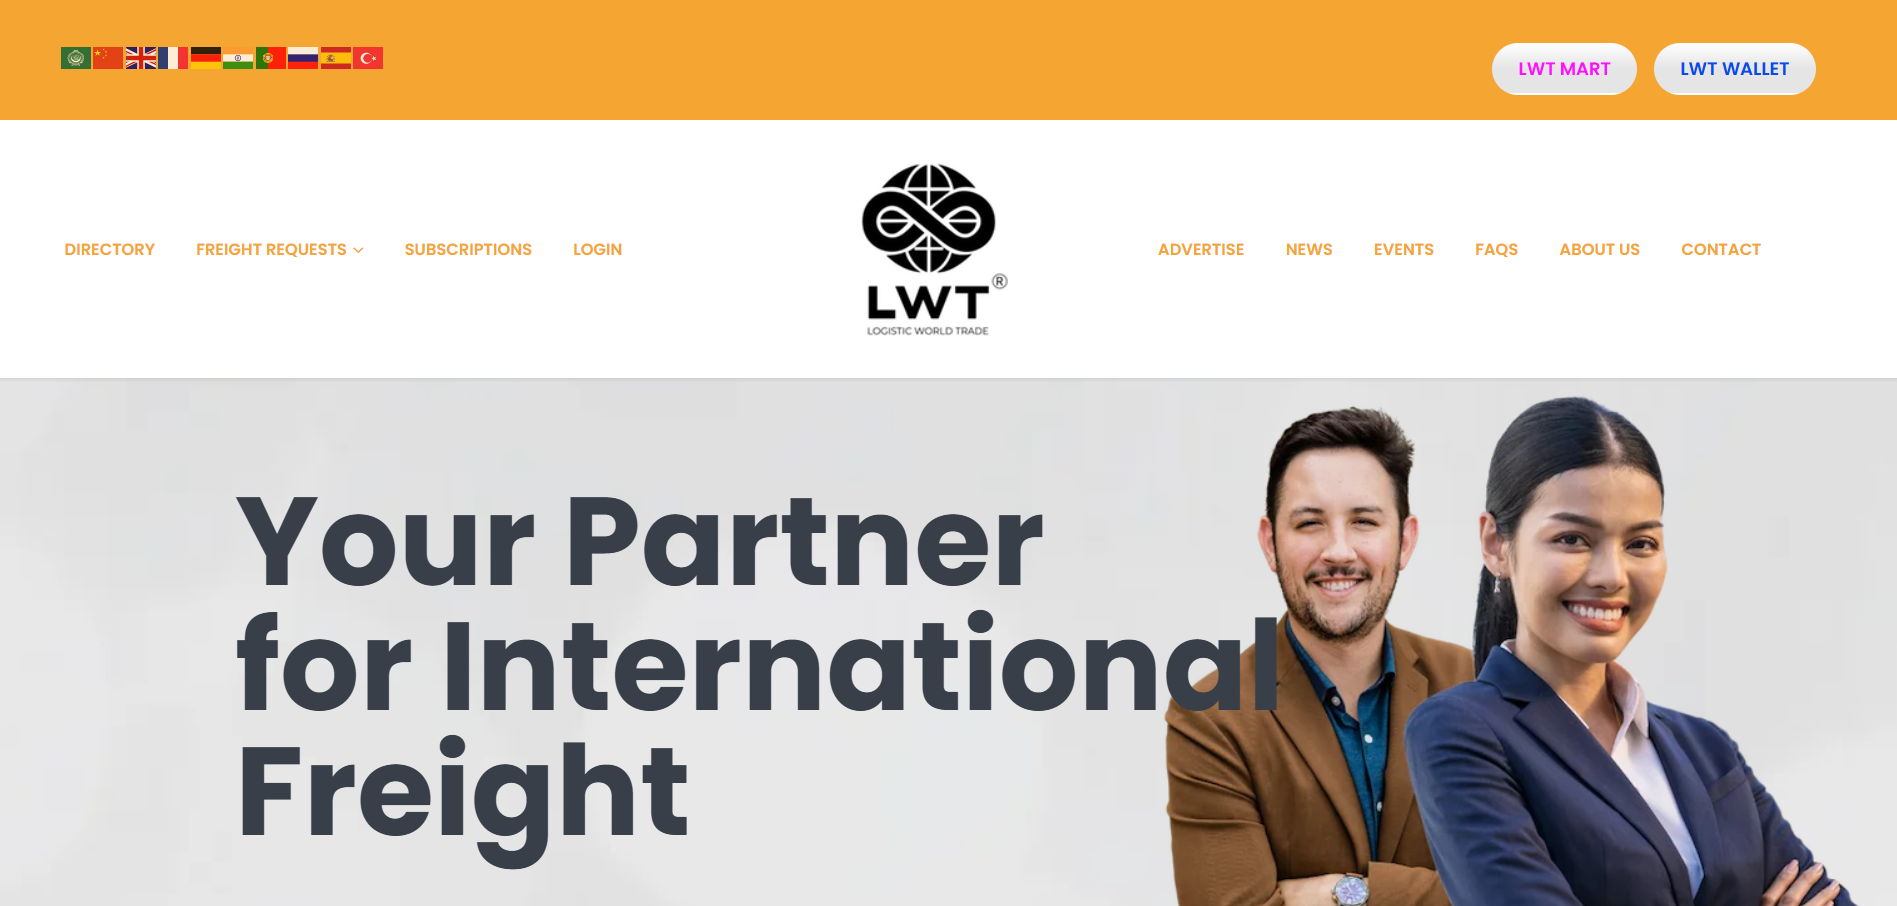 LWT MART
LWT WALLET
DIRECTORY
FREIGHT REQUESTS
SUBSCRIPTIONS
LOGIN
LWT®
LOGISTIC WORLD TRADE
ADVERTISE
NEWS
EVENTS
FAQS
ABOUT US
CONTACT
Your Partner
for International
Freight